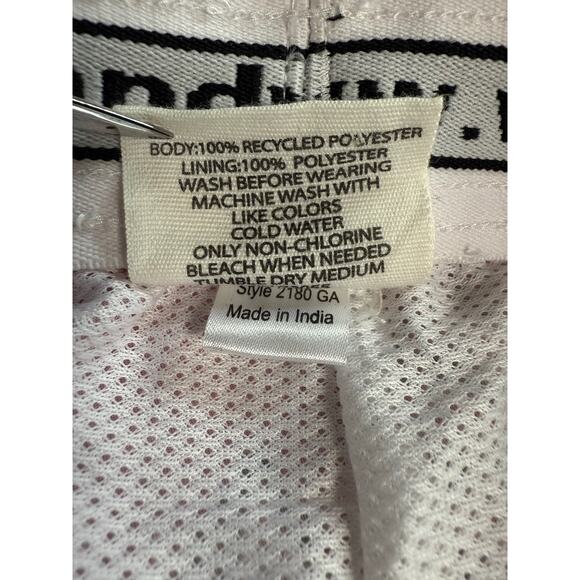 BODY:100% RECYCLED POLYESTER
LINING:100% POLYESTER
WASH BEFORE WEARING
MACHINE WASH WITH
LIKE COLORS
COLD WATER
ONLY NON-CHLORINE
BLEACH WHEN NEEDED
TUMBLE DRY MEDIUM
Style 2180 GA
Made in India